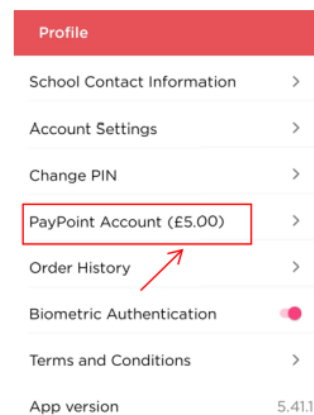 Profile
School Contact Information
Account Settings
Change PIN
PayPoint Account (£5.00)
Order History
Biometric Authentication
Terms and Conditions
App version 5.41.1